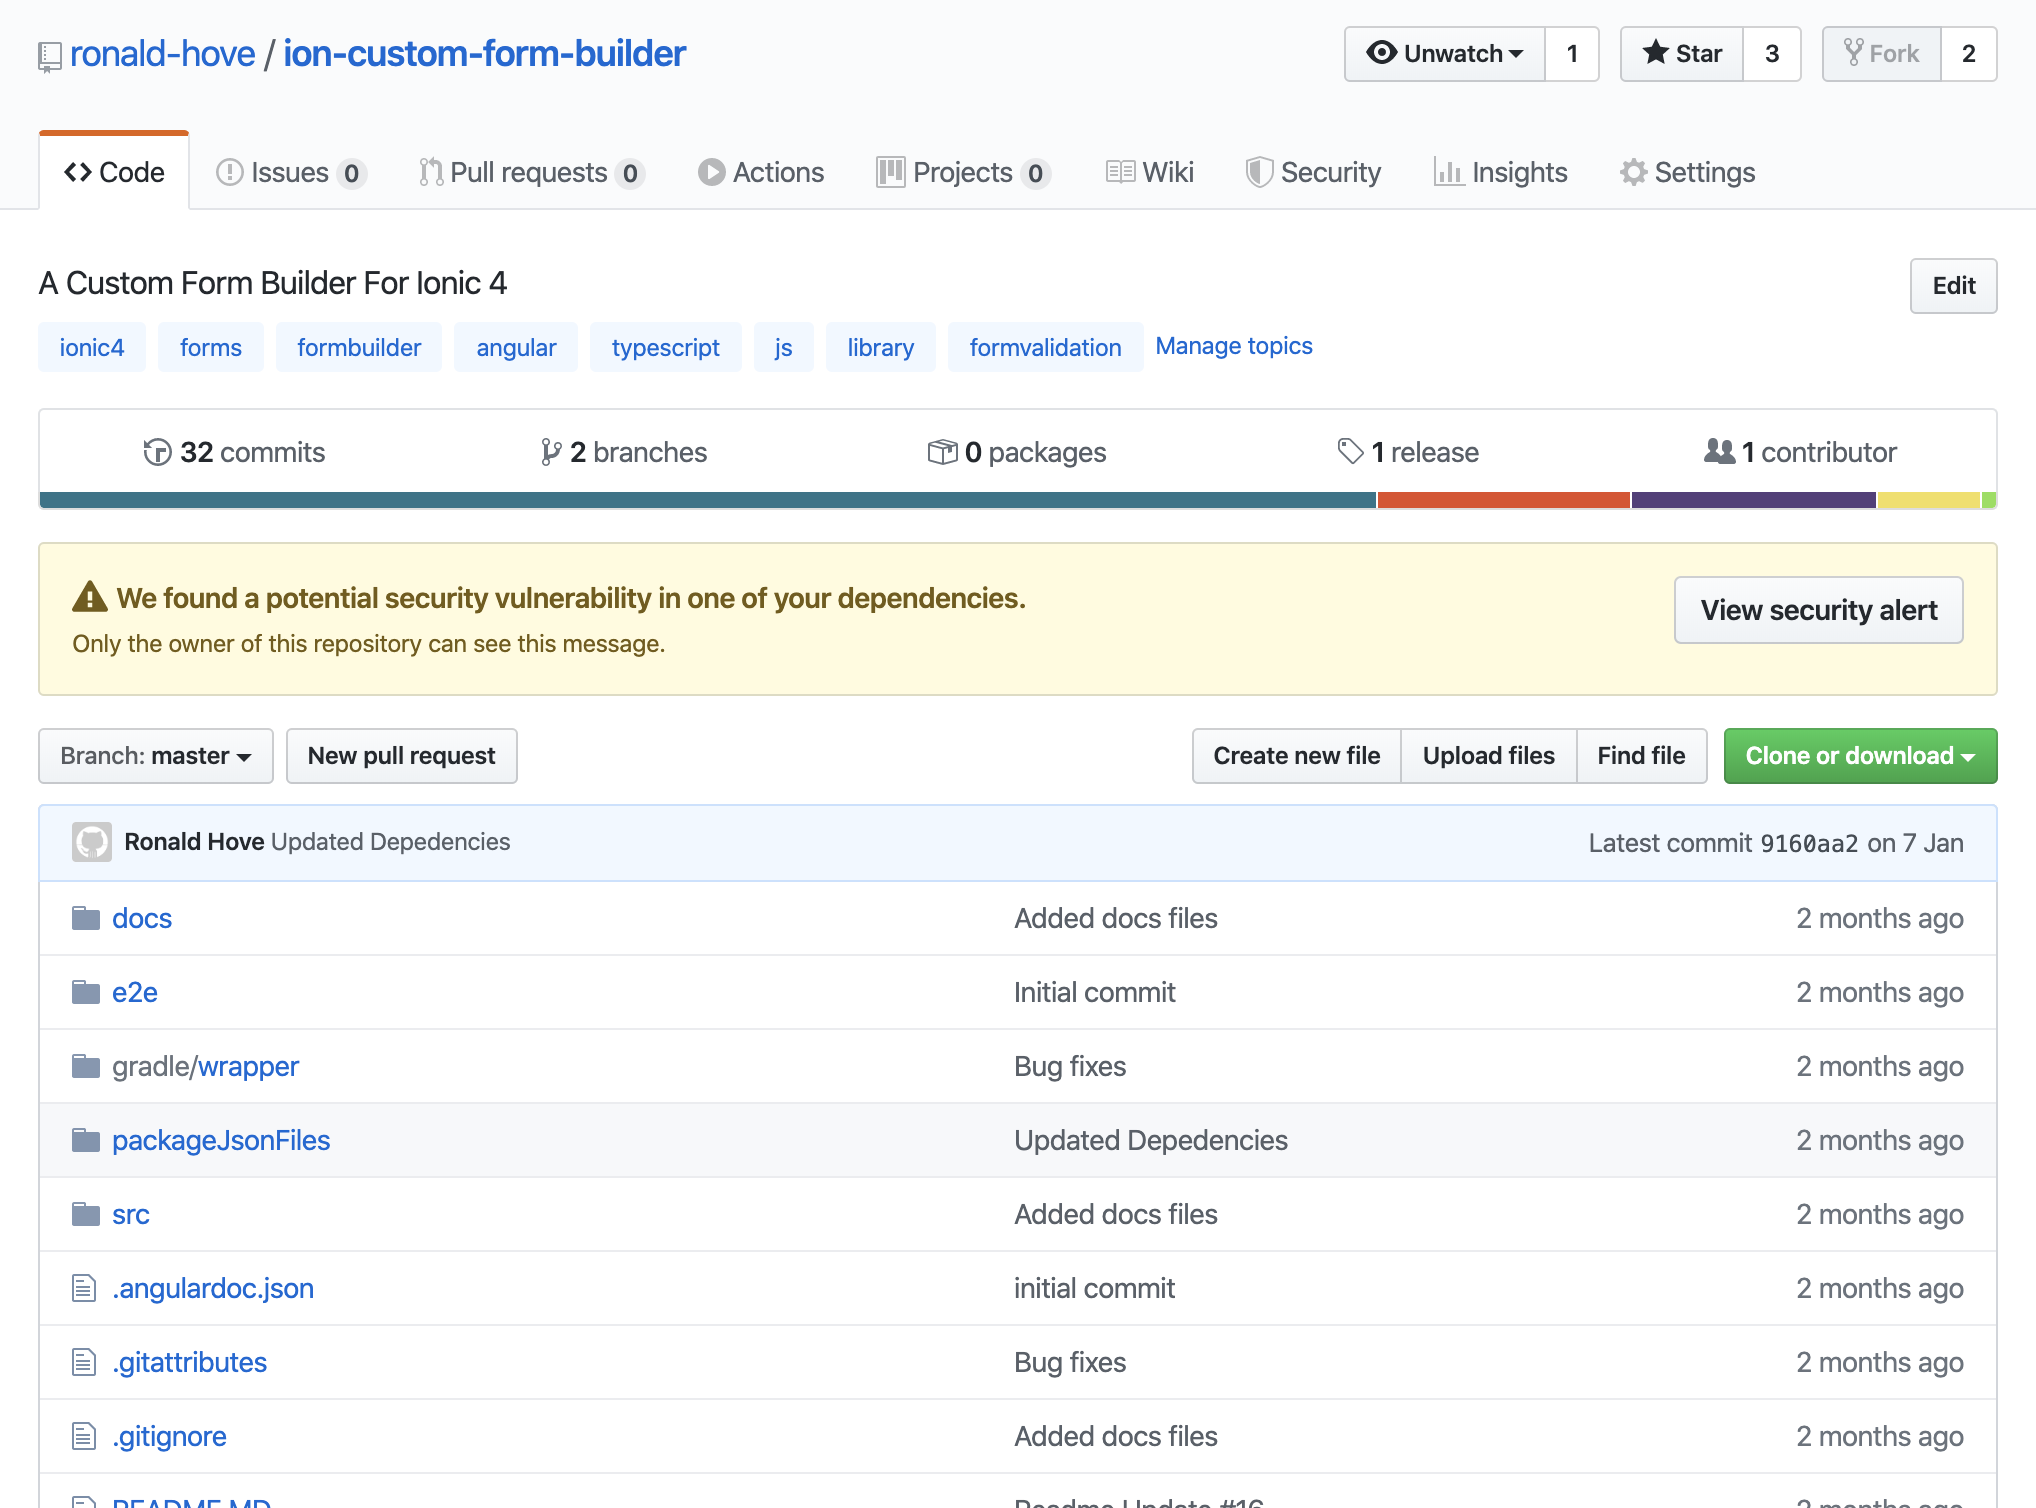 ronald-hove / ion-custom-form-builder
Unwatch 1 Star 3 Fork 2
Code Issues 0 Pull requests 0 Actions Projects 0 Wiki Security Insights Settings
A Custom Form Builder For Ionic 4
Edit
ionic4 forms formbuilder angular typescript js library formvalidation Manage topics
32 commits 2 branches 0 packages 1 release 1 contributor
We found a potential security vulnerability in one of your dependencies.
Only the owner of this repository can see this message.
View security alert
Branch: master New pull request Create new file Upload files Find file Clone or download
Ronald Hove Updated Depedencies Latest commit 9160aa2 on 7 Jan
docs Added docs files 2 months ago
e2e Initial commit 2 months ago
gradle/wrapper Bug fixes 2 months ago
packageJsonFiles Updated Depedencies 2 months ago
src Added docs files 2 months ago
.angulardoc.json initial commit 2 months ago
.gitattributes Bug fixes 2 months ago
.gitignore Added docs files 2 months ago
README.MD Readme Update #16 2 months ago